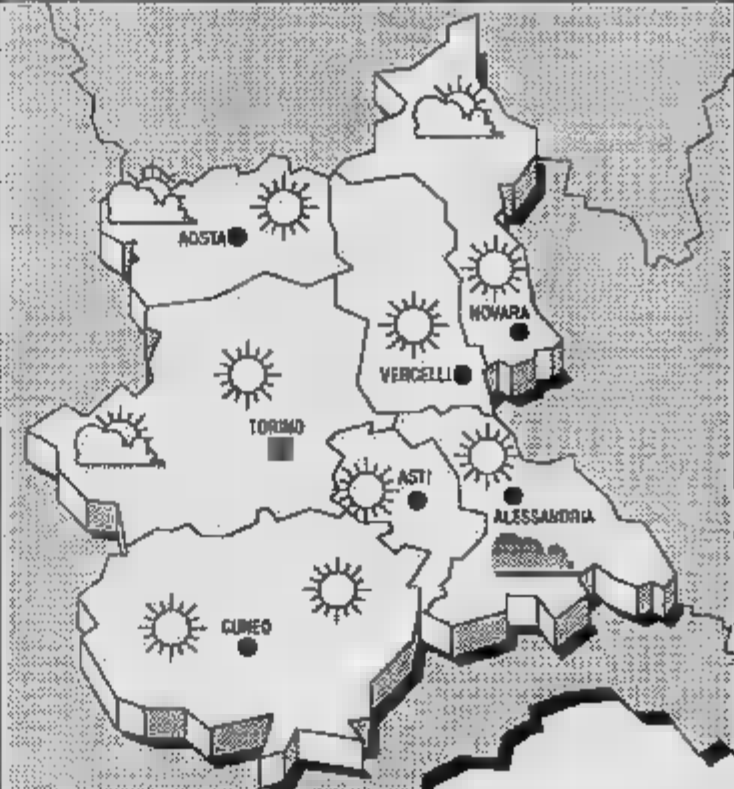 AOSTA
NOVARA
VERCELLI
TORINO
ASTI
ALESSANDRIA
CUNEO